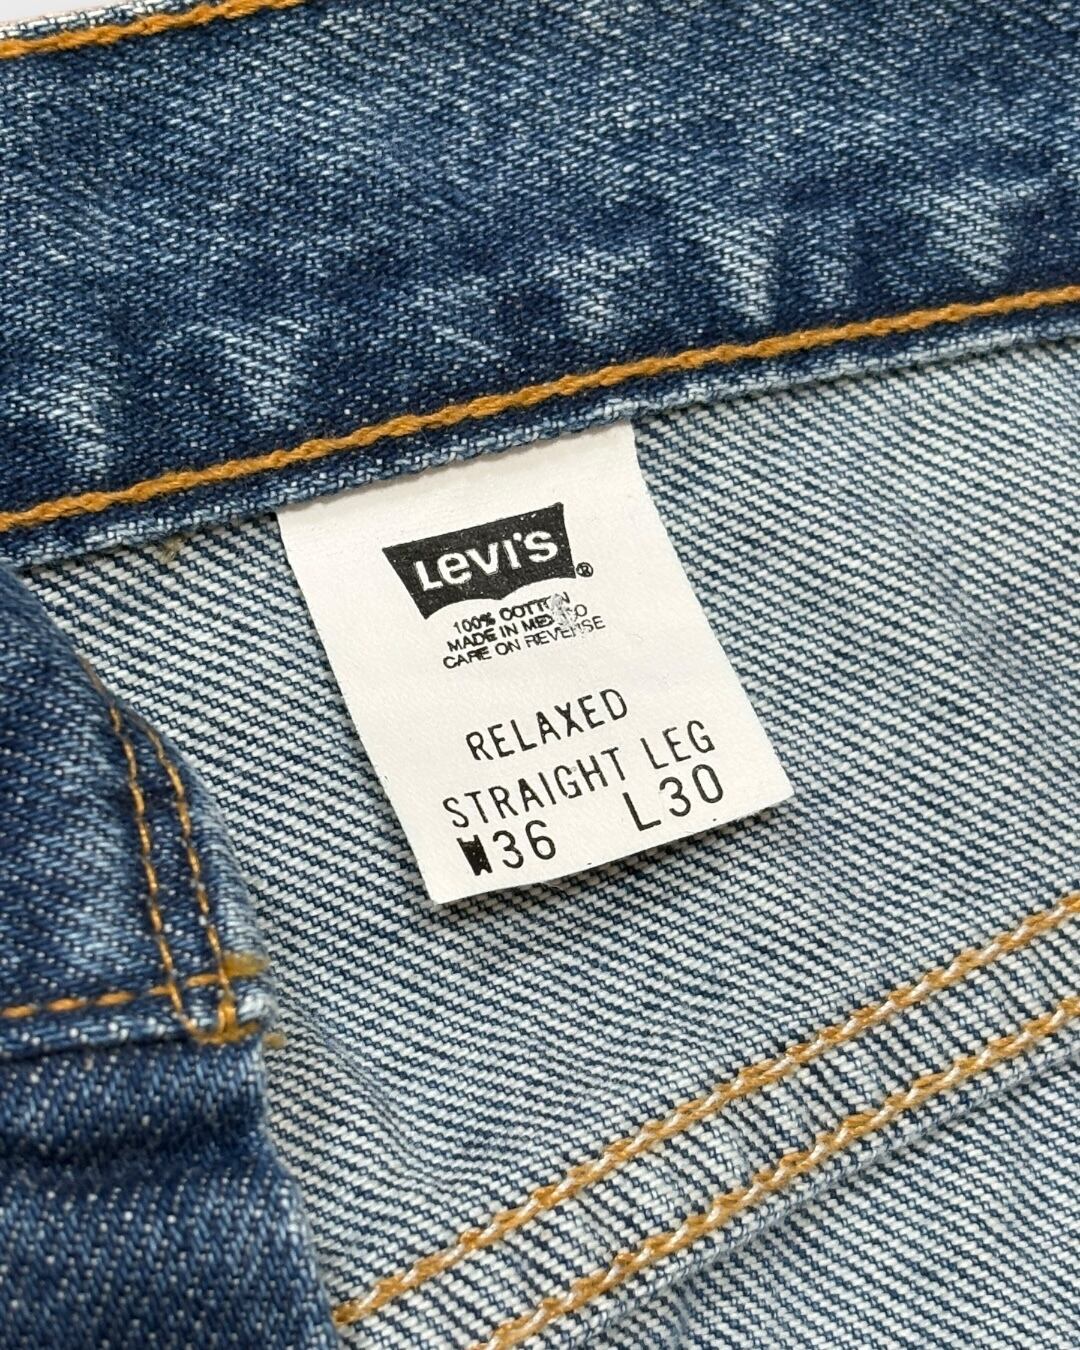 Levi's®
100% COTTON
MADE IN MEXICO
CARE ON REVERSE
RELAXED
STRAIGHT LEG
W36 L30